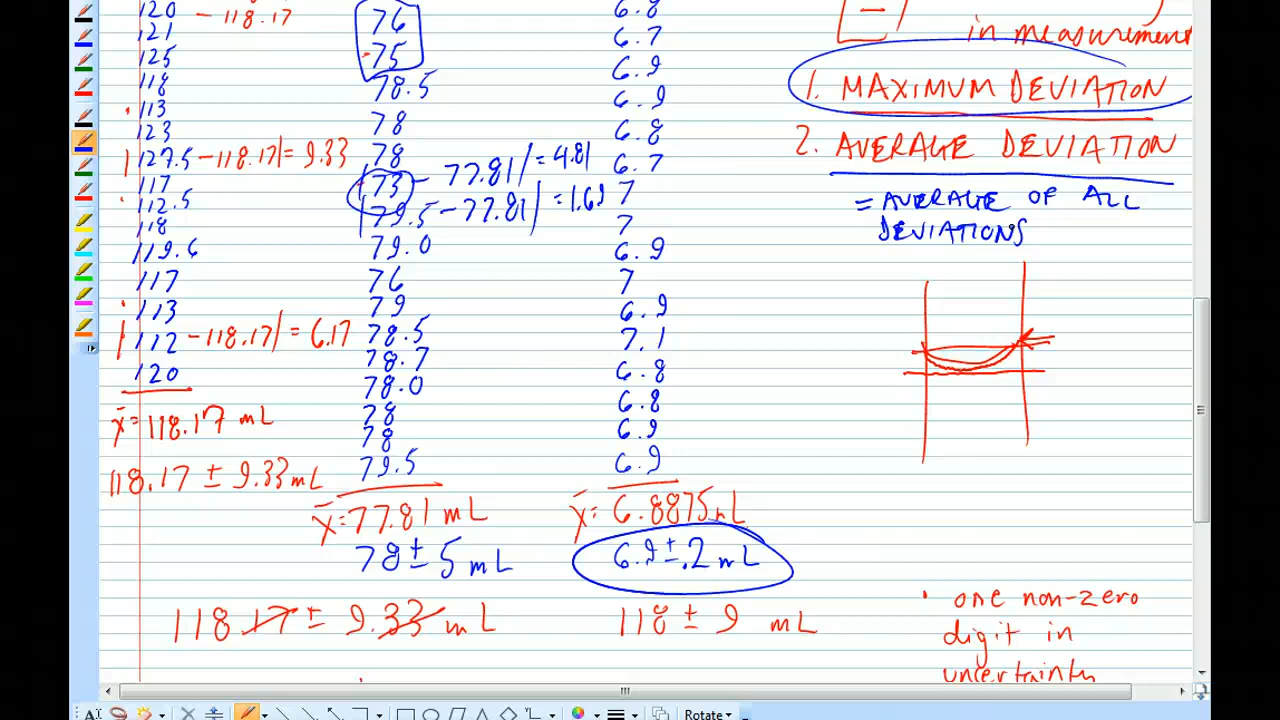 120 - 118.17
121
125
118
113
123
127.5 - 118.17| = 9.33
117
112.5
118
119.6
117
113
|112 - 118.17| = 6.17
120
x̄ = 118.17 mL
118.17 ± 9.33 mL
76
75
78.5
78
78
73 - 77.81| = 4.81
|79.5 - 77.81| = 1.69
79.0
76
79
78.5
78.7
78.0
78
78
79.5
x̄ = 77.81 mL
78 ± 5 mL
6.8
6.7
6.9
6.9
6.8
6.7
7
7
6.9
7
6.9
7.1
6.8
6.8
6.9
6.9
x̄ = 6.8875 mL
6.9 ± .2 mL
118.17 ± 9.33 mL
118 ± 9 mL
in measurement
1. MAXIMUM DEVIATION
2. AVERAGE DEVIATION
= AVERAGE OF ALL
DEVIATIONS
• one non-zero
digit in
uncertainty
Rotate